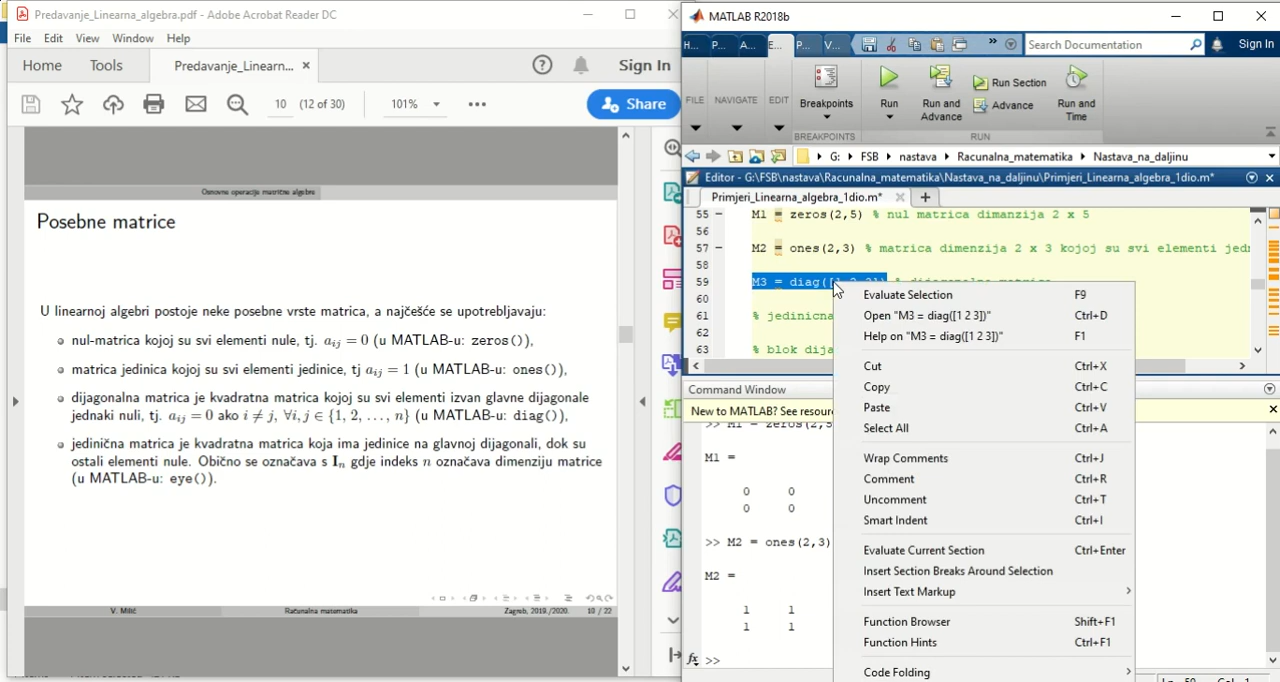 Predavanje_Linearna_algebra.pdf - Adobe Acrobat Reader DC
File Edit View Window Help
Home Tools Predavanje_Linearn... ×
Sign In
10 (12 of 30) 101%
Share
Osnovne operacije matrične algebre
Posebne matrice
U linearnoj algebri postoje neke posebne vrste matrica, a najčešće se upotrebljavaju:
nul-matrica kojoj su svi elementi nule, tj. aᵢⱼ = 0 (u MATLAB-u: zeros()),
matrica jedinica kojoj su svi elementi jedinice, tj aᵢⱼ = 1 (u MATLAB-u: ones()),
dijagonalna matrica je kvadratna matrica kojoj su svi elementi izvan glavne dijagonale
jednaki nuli, tj. aᵢⱼ = 0 ako i ≠ j, ∀i, j ∈ {1, 2, . . . , n} (u MATLAB-u: diag()),
jedinična matrica je kvadratna matrica koja ima jedinice na glavnoj dijagonali, dok su
ostali elementi nule. Obično se označava s Iₙ gdje indeks n označava dimenziju matrice
(u MATLAB-u: eye()).
V. Milić Računalna matematika Zagreb, 2019./2020. 10 / 22
MATLAB R2018b
H... P... A... E... P... V...
Search Documentation
Sign In
FILE NAVIGATE EDIT
Breakpoints
Run
Run and
Advance
Run Section
Advance
Run and
Time
BREAKPOINTS
RUN
G: FSB nastava Racunalna_matematika Nastava_na_daljinu
Editor - G:\FSB\nastava\Racunalna_matematika\Nastava_na_daljinu\Primjeri_Linearna_algebra_1dio.m*
Primjeri_Linearna_algebra_1dio.m* × +
55 – M1 = zeros(2,5) % nul matrica dimanzija 2 x 5
56
57 – M2 = ones(2,3) % matrica dimenzija 2 x 3 kojoj su svi elementi jedn
58
59 M3 = diag([1 2 3]) % dijagonalna matrica
60
61 % jedinicna
62
63 % blok dija
Command Window
New to MATLAB? See resour
>> M1 = zeros(2,5
M1 =
0 0
0 0
>> M2 = ones(2,3)
M2 =
1 1
1 1
fx >>
Evaluate Selection F9
Open "M3 = diag([1 2 3])" Ctrl+D
Help on "M3 = diag([1 2 3])" F1
Cut Ctrl+X
Copy Ctrl+C
Paste Ctrl+V
Select All Ctrl+A
Wrap Comments Ctrl+J
Comment Ctrl+R
Uncomment Ctrl+T
Smart Indent Ctrl+I
Evaluate Current Section Ctrl+Enter
Insert Section Breaks Around Selection
Insert Text Markup
Function Browser Shift+F1
Function Hints Ctrl+F1
Code Folding